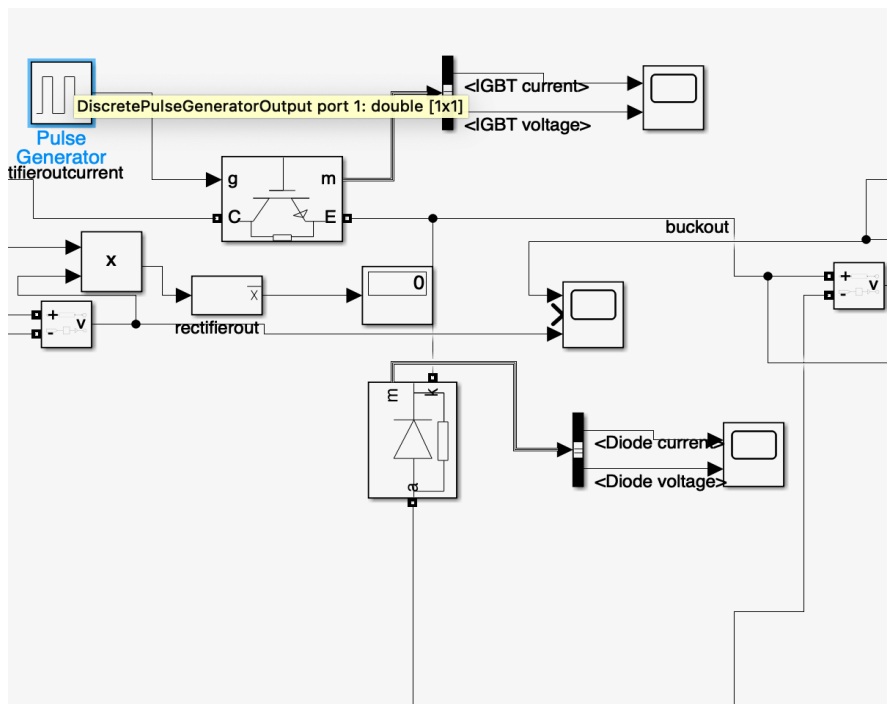 <IGBT current>
DiscretePulseGeneratorOutput port 1: double [1x1]
<IGBT voltage>
Pulse
Generator
tifieroutcurrent
g
m
C
E
buckout
x
0
x
+
-
v
rectifierout
+
-
v
m
k
a
<Diode current>
<Diode voltage>